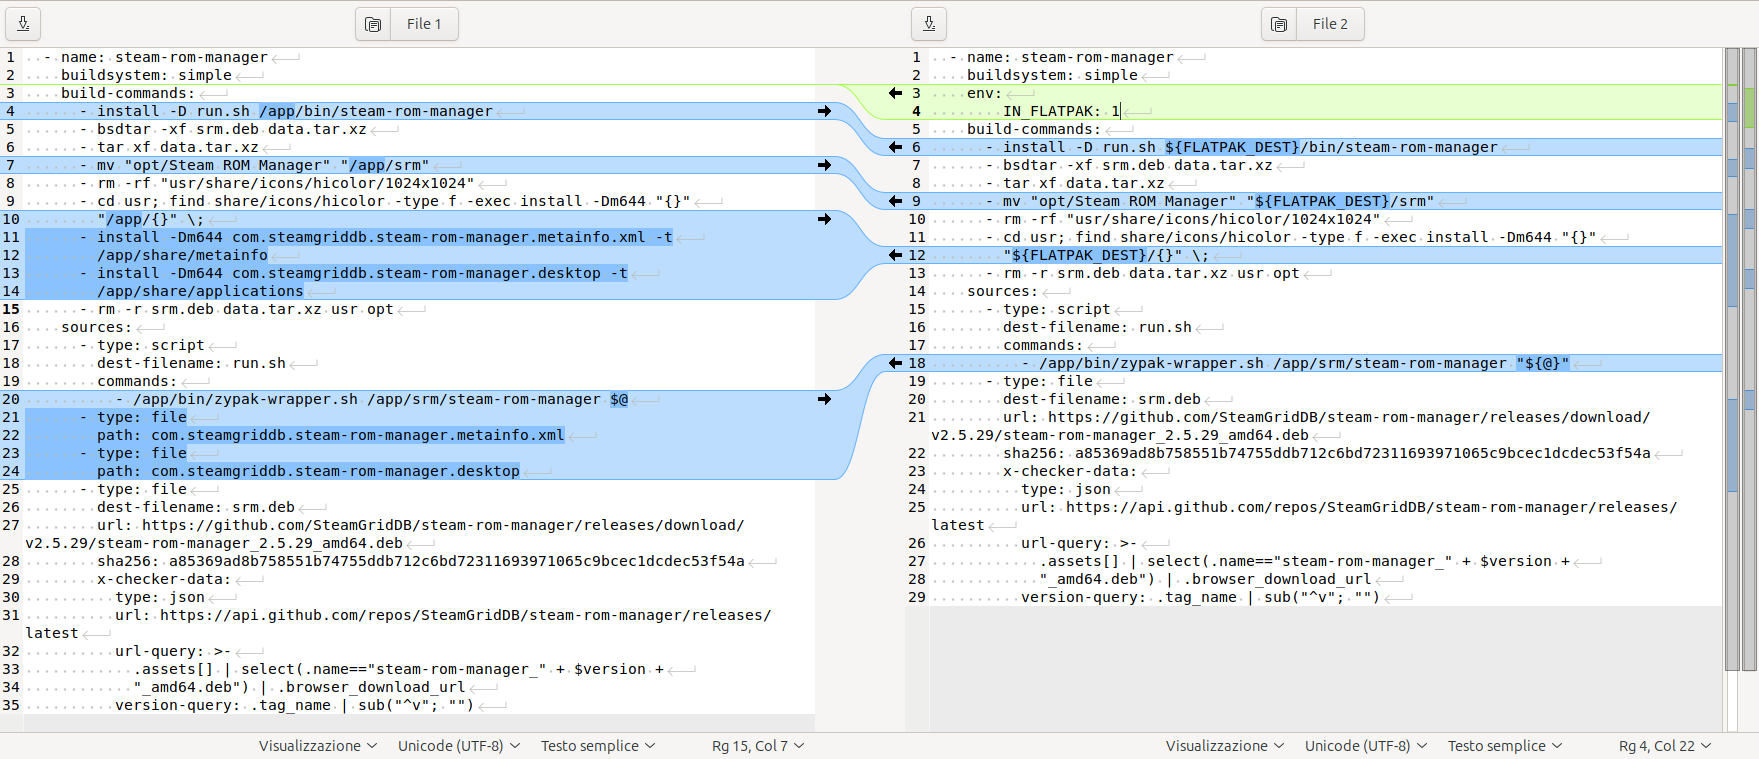 File 1
1 - name: steam-rom-manager
2 buildsystem: simple
3 build-commands:
4 - install -D run.sh /app/bin/steam-rom-manager
5 - bsdtar -xf srm.deb data.tar.xz
6 - tar xf data.tar.xz
7 - mv "opt/Steam ROM Manager" "/app/srm"
8 - rm -rf "usr/share/icons/hicolor/1024x1024"
9 - cd usr; find share/icons/hicolor -type f -exec install -Dm644 "{}"
10 "/app/{}" \;
11 - install -Dm644 com.steamgriddb.steam-rom-manager.metainfo.xml -t
12 /app/share/metainfo
13 - install -Dm644 com.steamgriddb.steam-rom-manager.desktop -t
14 /app/share/applications
15 - rm -r srm.deb data.tar.xz usr opt
16 sources:
17 - type: script
18 dest-filename: run.sh
19 commands:
20 - /app/bin/zypak-wrapper.sh /app/srm/steam-rom-manager $@
21 - type: file
22 path: com.steamgriddb.steam-rom-manager.metainfo.xml
23 - type: file
24 path: com.steamgriddb.steam-rom-manager.desktop
25 - type: file
26 dest-filename: srm.deb
27 url: https://github.com/SteamGridDB/steam-rom-manager/releases/download/
v2.5.29/steam-rom-manager_2.5.29_amd64.deb
28 sha256: a85369ad8b758551b74755ddb712c6bd72311693971065c9bcec1dcdec53f54a
29 x-checker-data:
30 type: json
31 url: https://api.github.com/repos/SteamGridDB/steam-rom-manager/releases/
latest
32 url-query: >-
33 .assets[] | select(.name=="steam-rom-manager_" + $version +
34 "_amd64.deb") | .browser_download_url
35 version-query: .tag_name | sub("^v"; "")
Visualizzazione Unicode (UTF-8) Testo semplice Rg 15, Col 7
File 2
1 - name: steam-rom-manager
2 buildsystem: simple
3 env:
4 IN_FLATPAK: 1
5 build-commands:
6 - install -D run.sh ${FLATPAK_DEST}/bin/steam-rom-manager
7 - bsdtar -xf srm.deb data.tar.xz
8 - tar xf data.tar.xz
9 - mv "opt/Steam ROM Manager" "${FLATPAK_DEST}/srm"
10 - rm -rf "usr/share/icons/hicolor/1024x1024"
11 - cd usr; find share/icons/hicolor -type f -exec install -Dm644 "{}"
12 "${FLATPAK_DEST}/{}" \;
13 - rm -r srm.deb data.tar.xz usr opt
14 sources:
15 - type: script
16 dest-filename: run.sh
17 commands:
18 - /app/bin/zypak-wrapper.sh /app/srm/steam-rom-manager "${@}"
19 - type: file
20 dest-filename: srm.deb
21 url: https://github.com/SteamGridDB/steam-rom-manager/releases/download/
v2.5.29/steam-rom-manager_2.5.29_amd64.deb
22 sha256: a85369ad8b758551b74755ddb712c6bd72311693971065c9bcec1dcdec53f54a
23 x-checker-data:
24 type: json
25 url: https://api.github.com/repos/SteamGridDB/steam-rom-manager/releases/
latest
26 url-query: >-
27 .assets[] | select(.name=="steam-rom-manager_" + $version +
28 "_amd64.deb") | .browser_download_url
29 version-query: .tag_name | sub("^v"; "")
Visualizzazione Unicode (UTF-8) Testo semplice Rg 4, Col 22